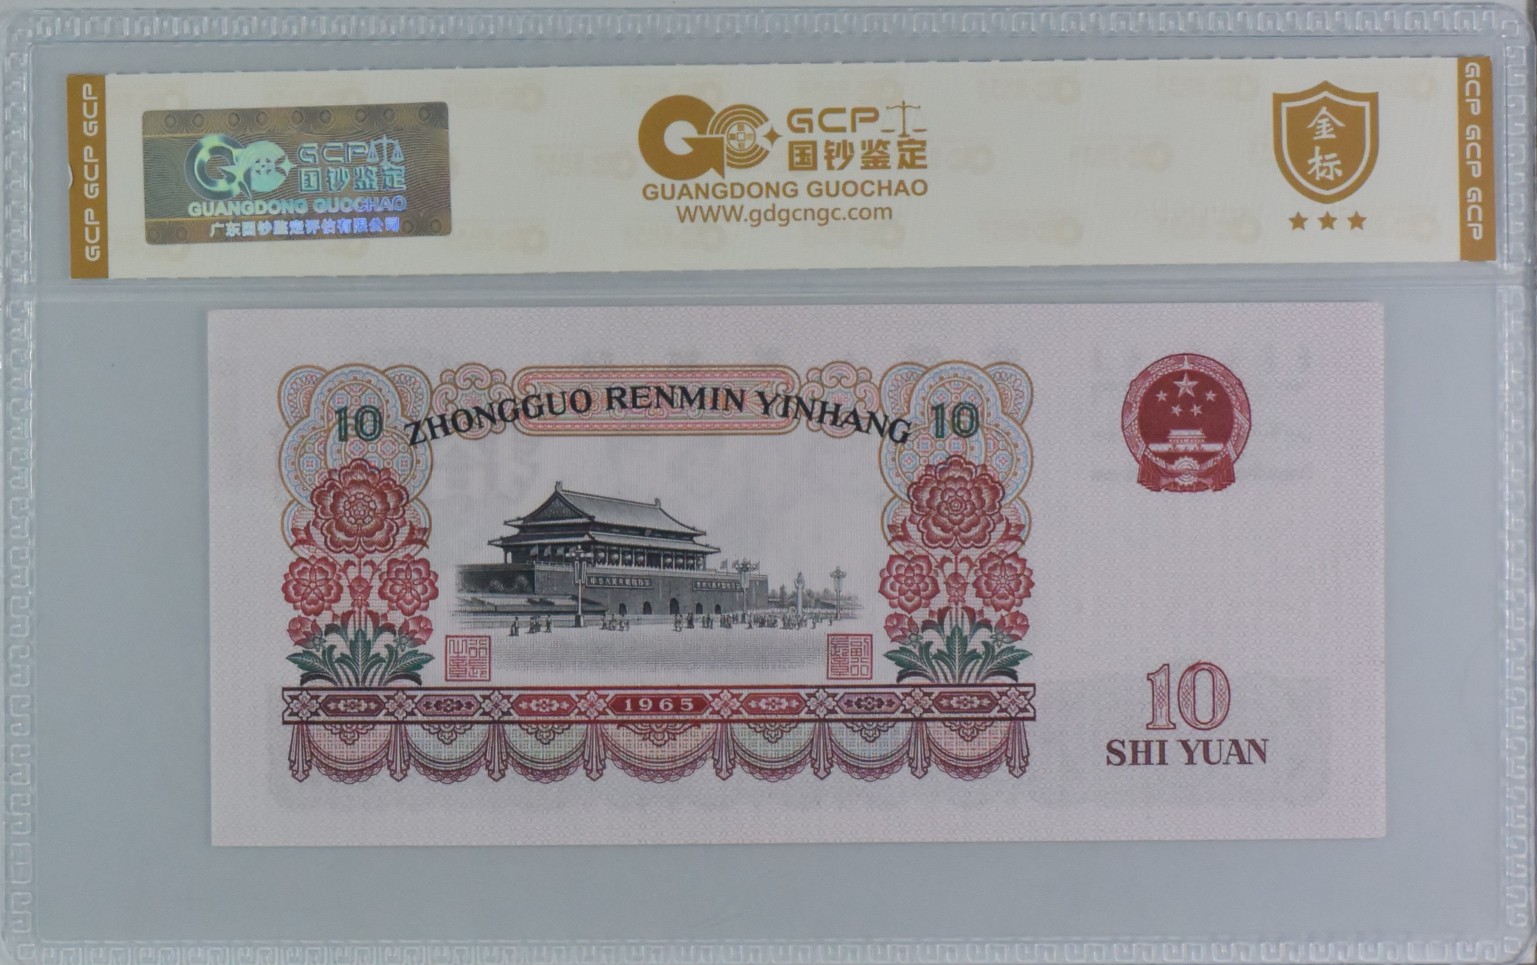 GCP GCP GCP
GCP
国钞鉴定
GUANGDONG GUOCHAO
广东国钞鉴定评估有限公司
GCP
国钞鉴定
GUANGDONG GUOCHAO
WWW.gdgcngc.com
金标
GCP GCP GCP
10 ZHONGGUO RENMIN YINHANG 10
1965
10
SHI YUAN